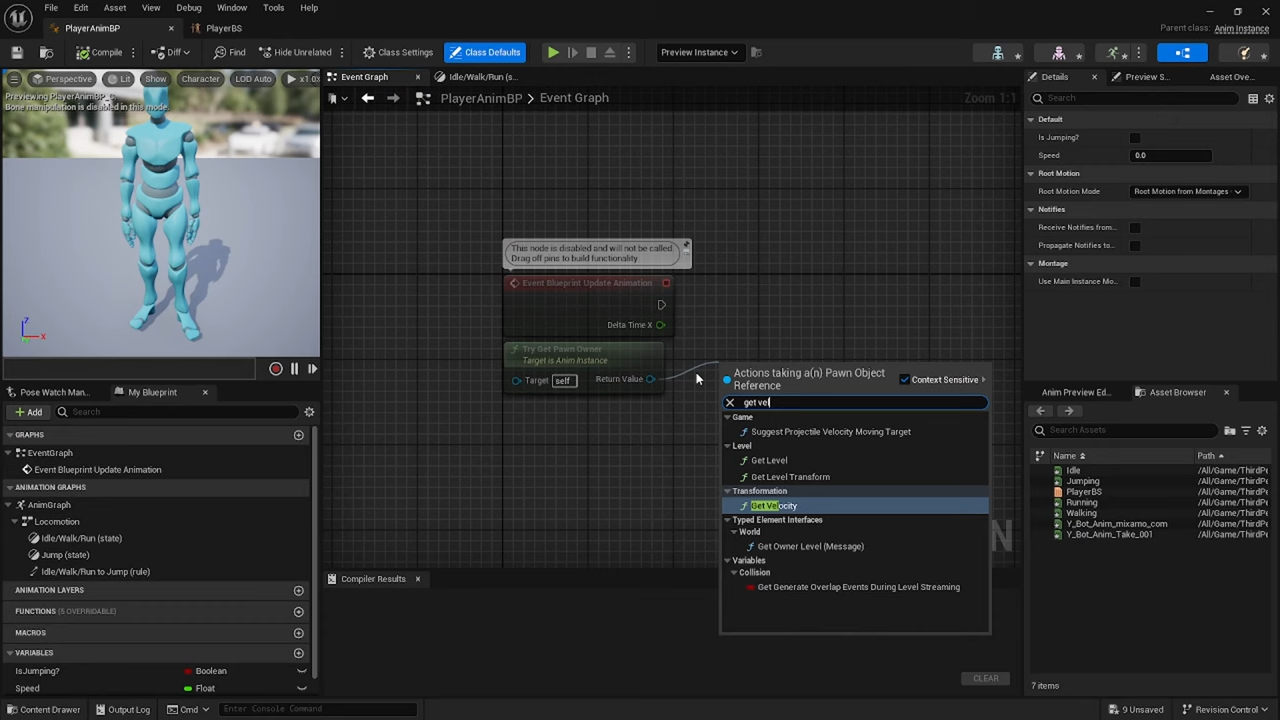 File Edit Asset View Debug Window Tools Help
PlayerAnimBP
PlayerBS
Parent class: Anim Instance
Compile
Diff
Find
Hide Unrelated
Class Settings
Class Defaults
Preview Instance
Perspective Lit Show Character LOD Auto x1.0
Previewing PlayerAnimBP.
Bone manipulation is disabled in this mode.
Z
X
Event Graph
Idle/Walk/Run (s...
PlayerAnimBP > Event Graph
Zoom 1:1
This node is disabled and will not be called.
Drag off pins to build functionality.
Event Blueprint Update Animation
Delta Time X
Try Get Pawn Owner
Target is Anim Instance
Target self Return Value
Actions taking a(n) Pawn Object
Reference
Context Sensitive
get vel
Game
Suggest Projectile Velocity Moving Target
Level
Get Level
Get Level Transform
Transformation
Get Velocity
Typed Element Interfaces
World
Get Owner Level (Message)
Variables
Collision
Get Generate Overlap Events During Level Streaming
N
Compiler Results
CLEAR
Pose Watch Man...
My Blueprint
Add
Search
GRAPHS
EventGraph
Event Blueprint Update Animation
ANIMATION GRAPHS
AnimGraph
Locomotion
Idle/Walk/Run (state)
Jump (state)
Idle/Walk/Run to Jump (rule)
ANIMATION LAYERS
FUNCTIONS (5 OVERRIDABLE)
MACROS
VARIABLES
IsJumping? Boolean
Speed Float
Details
Preview S...
Asset Ove...
Search
Default
Is Jumping?
Speed 0.0
Root Motion
Root Motion Mode Root Motion from Montages
Notifies
Receive Notifies from...
Propagate Notifies to...
Montage
Use Main Instance Mo...
Anim Preview Ed...
Asset Browser
Search Assets
Name Path
Idle /All/Game/ThirdPe
Jumping /All/Game/ThirdPe
PlayerBS /All/Game/ThirdPe
Running /All/Game/ThirdPe
Walking /All/Game/ThirdPe
Y_Bot_Anim_mixamo_com /All/Game/ThirdPe
Y_Bot_Anim_Take_001 /All/Game/ThirdPe
7 items
Content Drawer
Output Log
Cmd
Enter Console Command
9 Unsaved
Revision Control